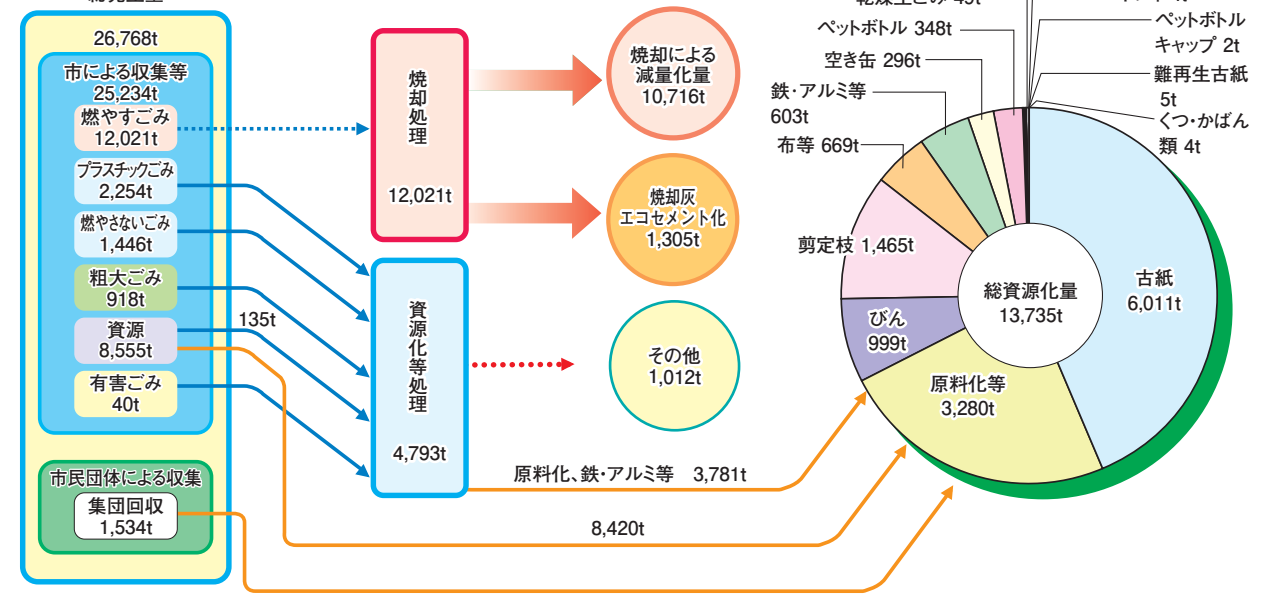 26,768t
市による収集等
25,234t
燃やすごみ
12,021t
プラスチックごみ
2,254t
燃やさないごみ
1,446t
粗大ごみ
918t
資源
8,555t
有害ごみ
40t
市民団体による収集
集団回収
1,534t
135t
焼却処理
12,021t
資源化等処理
4,793t
焼却による
減量化量
10,716t
焼却灰
エコセメント化
1,305t
その他
1,012t
原料化、鉄・アルミ等 3,781t
8,420t
ペットボトル 348t
空き缶 296t
鉄・アルミ等
603t
布等 669t
剪定枝 1,465t
びん
999t
原料化等
3,280t
古紙
6,011t
総資源化量
13,735t
ペットボトル
キャップ 2t
難再生古紙
5t
くつ・かばん
類 4t